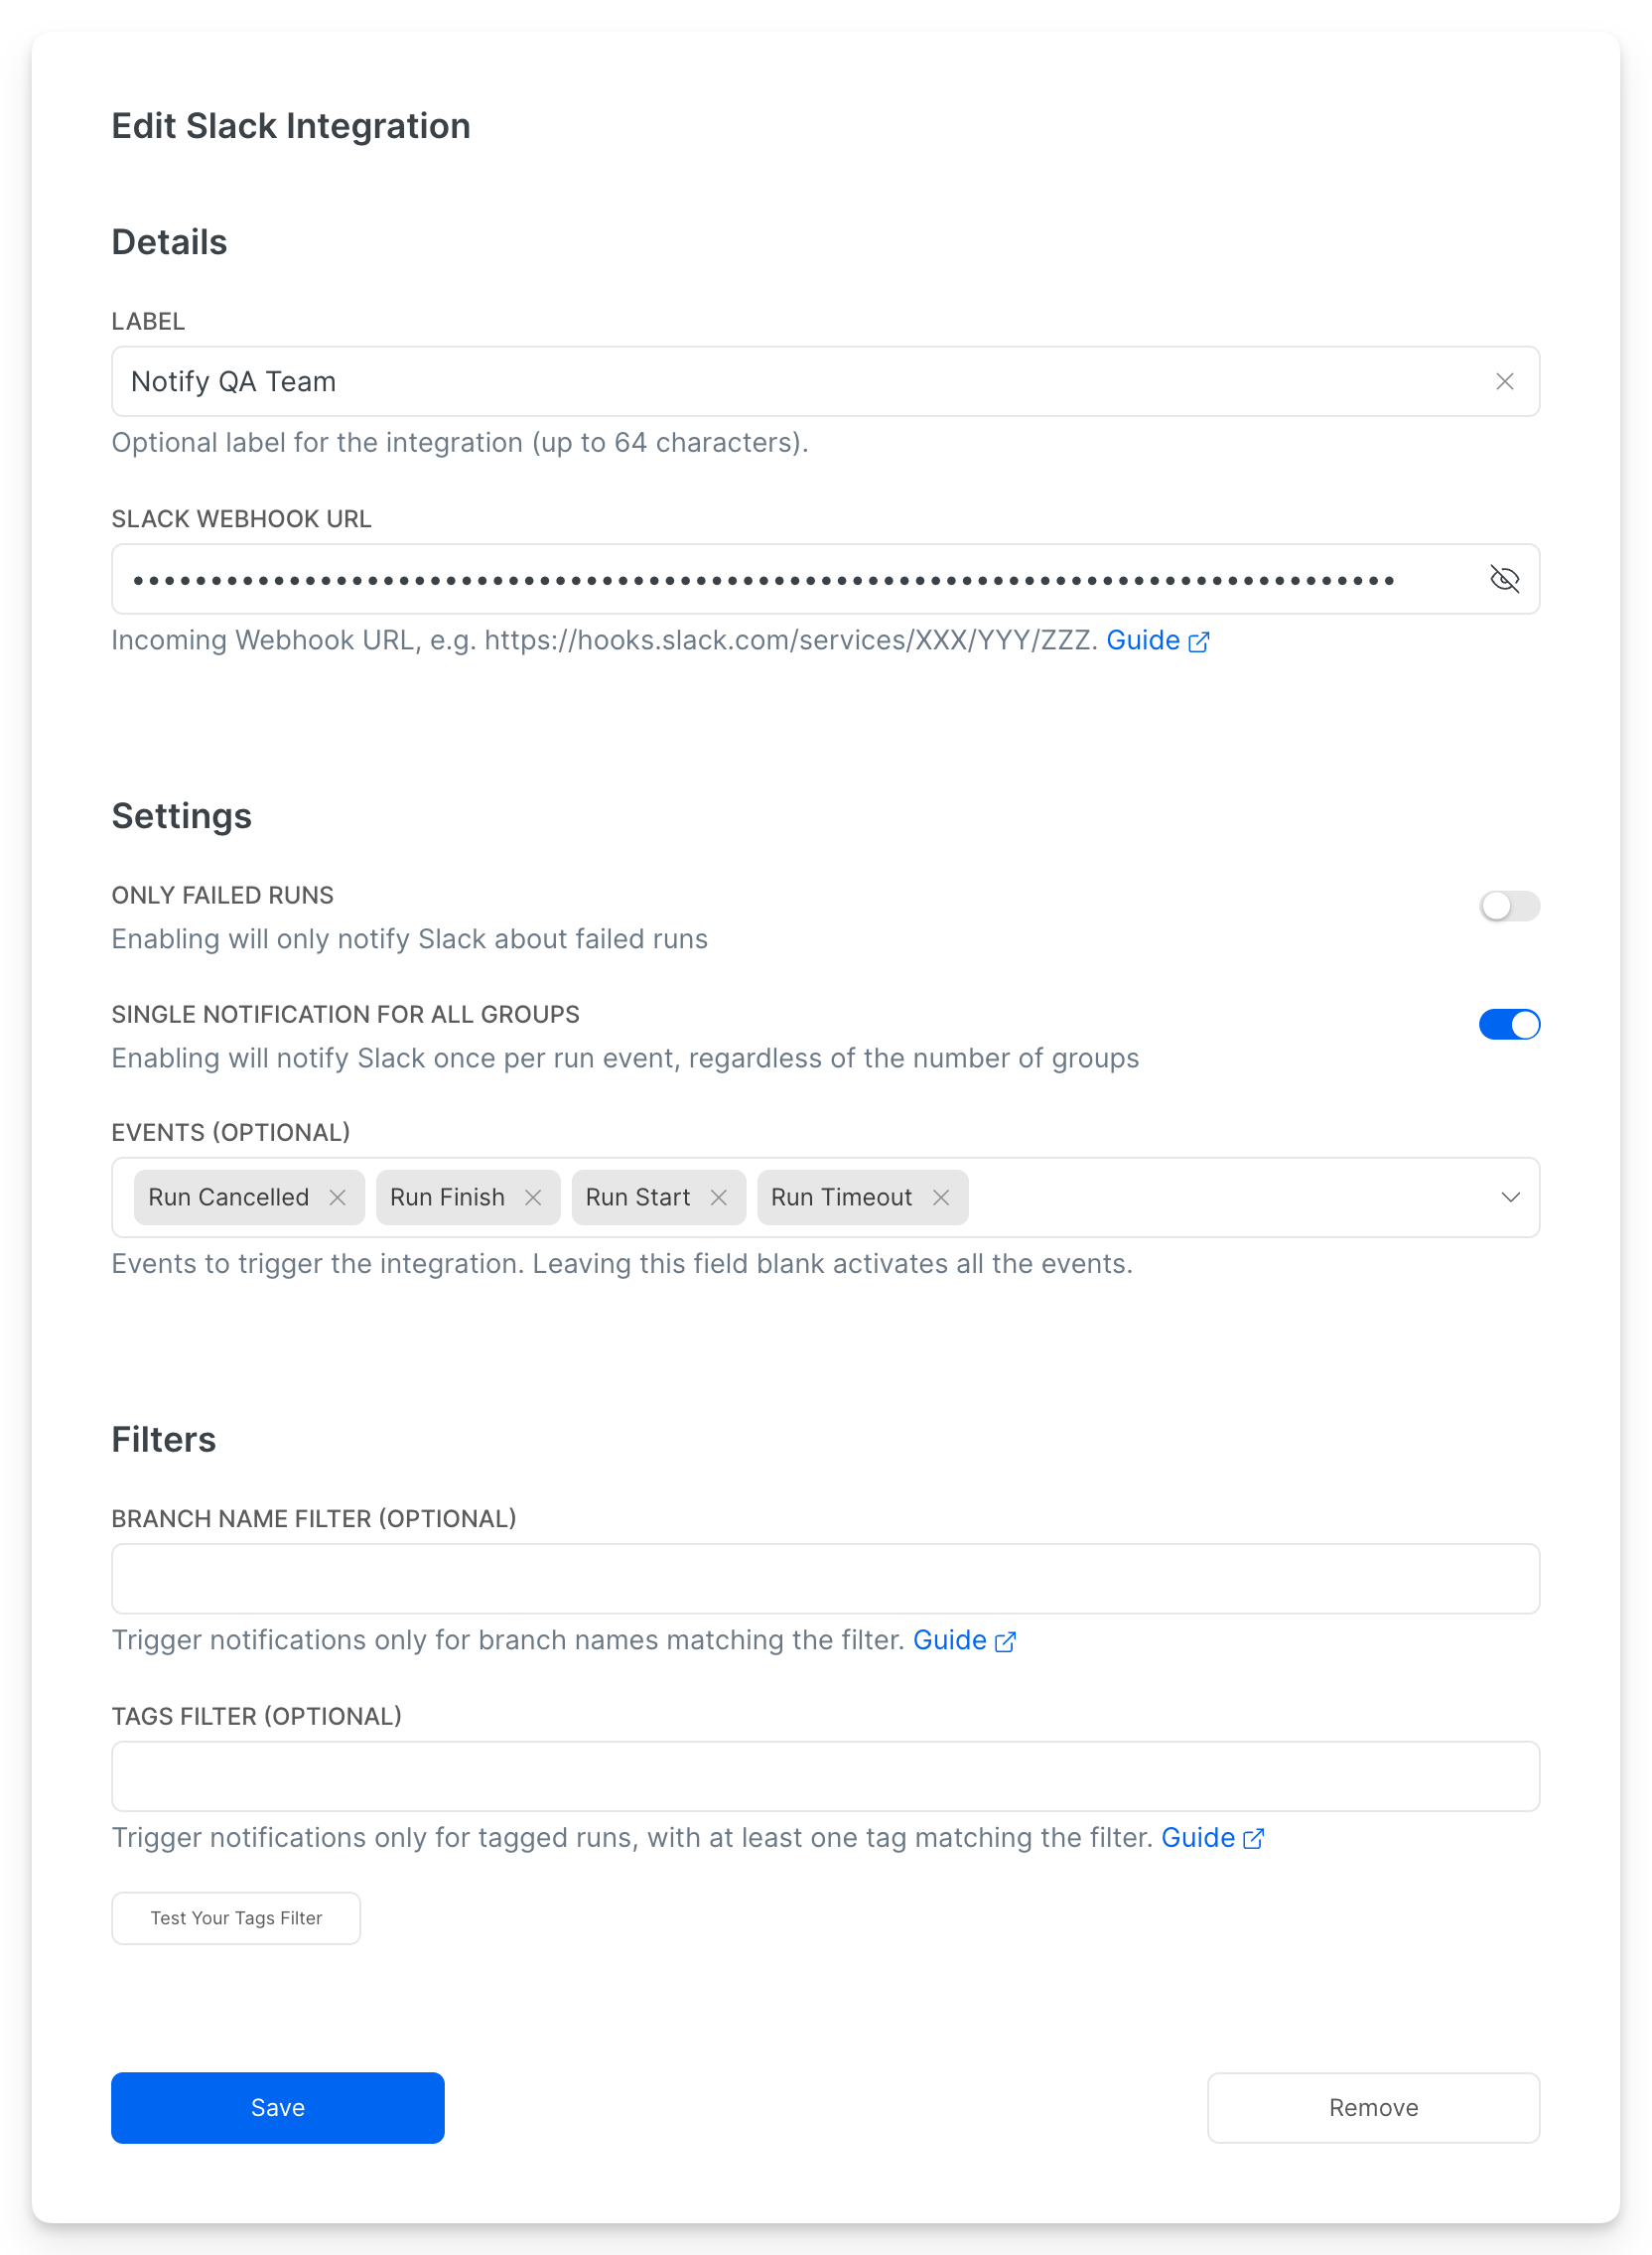 Edit Slack Integration
Details
LABEL
Notify QA Team
Optional label for the integration (up to 64 characters).
SLACK WEBHOOK URL
Incoming Webhook URL, e.g. https://hooks.slack.com/services/XXX/YYY/ZZZ. Guide
Settings
ONLY FAILED RUNS
Enabling will only notify Slack about failed runs
SINGLE NOTIFICATION FOR ALL GROUPS
Enabling will notify Slack once per run event, regardless of the number of groups
EVENTS (OPTIONAL)
Run Cancelled Run Finish Run Start Run Timeout
Events to trigger the integration. Leaving this field blank activates all the events.
Filters
BRANCH NAME FILTER (OPTIONAL)
Trigger notifications only for branch names matching the filter. Guide
TAGS FILTER (OPTIONAL)
Trigger notifications only for tagged runs, with at least one tag matching the filter. Guide
Test Your Tags Filter
Save Remove